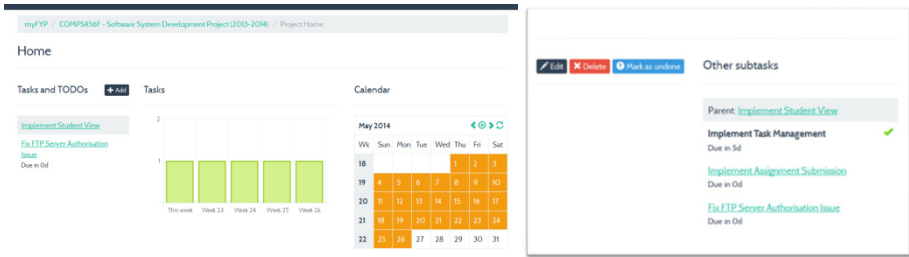 myFYP / COMP5456F - Software System Development Project (2013-2014) / Project Home
Home
Tasks and TODOs
Add
Implement Student View
Fix FTP Server Authorisation
Issue
Due in 0d
Tasks
2
1
This week Week 23 Week 24 Week 25 Week 26
Calendar
May 2014
Wk Sun Mon Tue Wed Thu Fri Sat
18 1 2 3
19 4 5 6 7 8 9 10
20 11 12 13 14 15 16 17
21 18 19 20 21 22 23 24
22 25 26 27 28 29 30 31
Edit Delete Mark as undone
Other subtasks
Parent: Implement Student View
Implement Task Management
Due in 5d
Implement Assignment Submission
Due in 0d
Fix FTP Server Authorisation Issue
Due in 0d